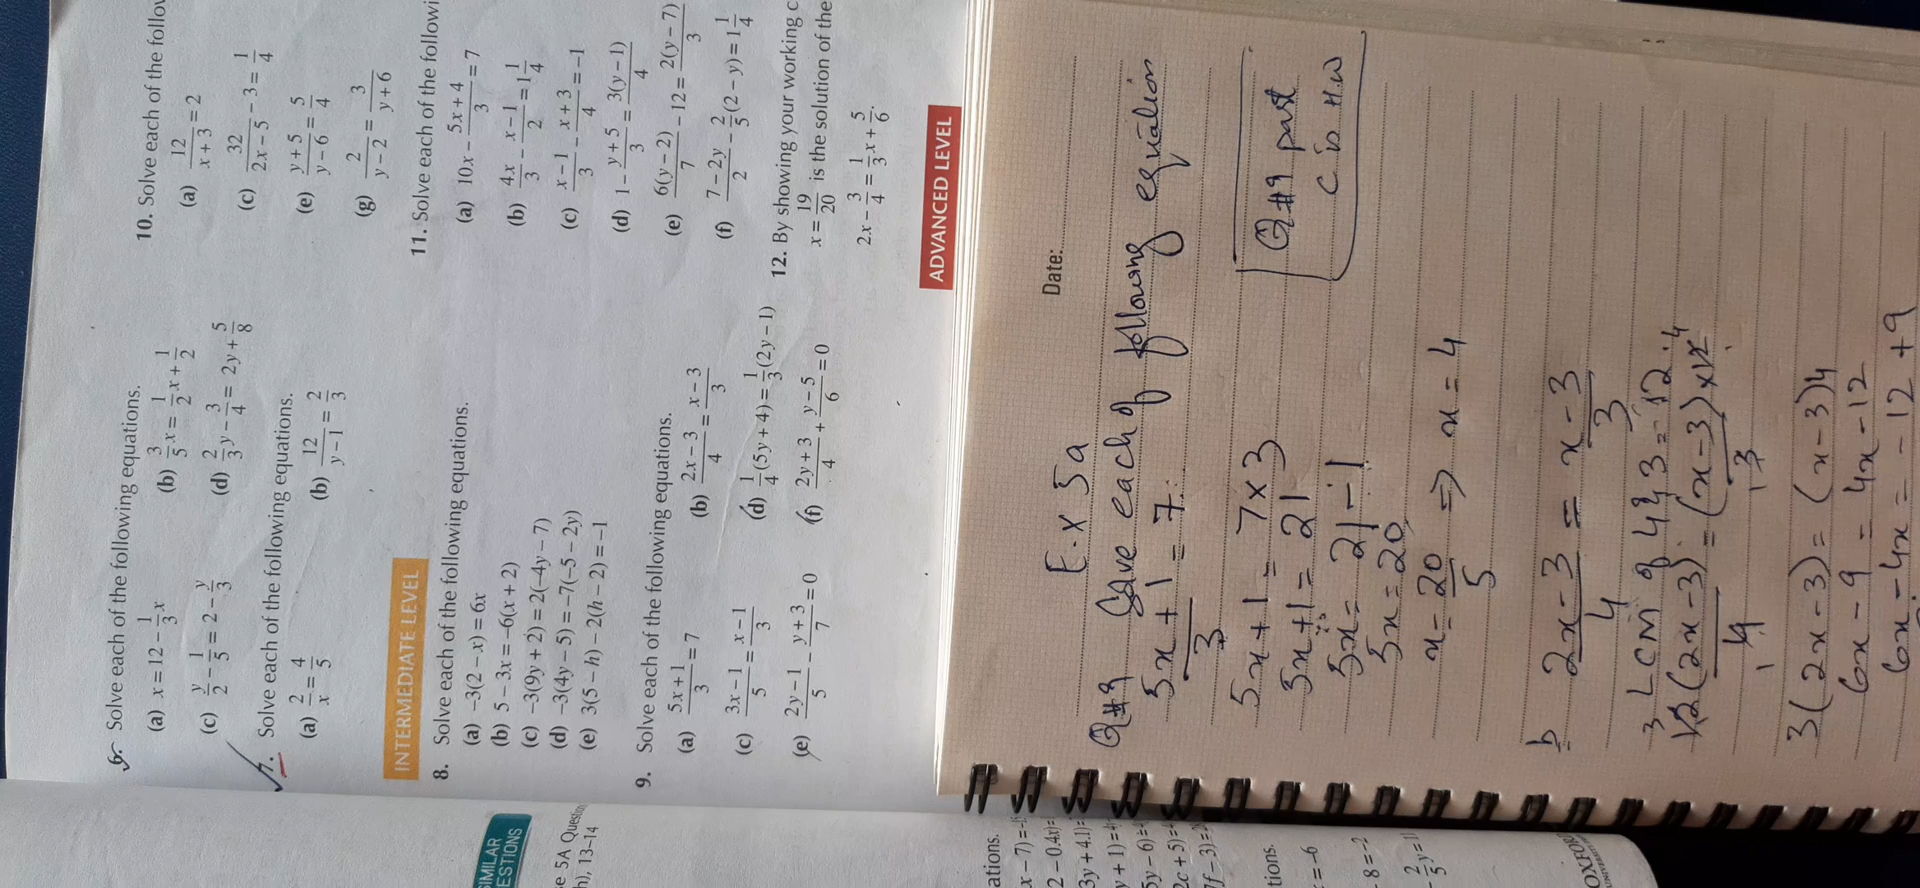 6. Solve each of the following equations.
(a) x = 12 − 1/3 x
(b) 3/5 x = 1/2 x + 1/2
(c) y/2 − 1/5 = 2 − y/3
(d) 2/3 y − 3/4 = 2y + 5/8
7. Solve each of the following equations.
(a) 2/x = 4/5
(b) 12/(y − 1) = 2/3
INTERMEDIATE LEVEL
8. Solve each of the following equations.
(a) −3(2 − x) = 6x
(b) 5 − 3x = −6(x + 2)
(c) −3(9y + 2) = 2(−4y − 7)
(d) −3(4y − 5) = −7(−5 − 2y)
(e) 3(5 − h) − 2(h − 2) = −1
9. Solve each of the following equations.
(a) (5x + 1)/3 = 7
(b) (2x − 3)/4 = (x − 3)/3
(c) (3x − 1)/5 = (x − 1)/3
(d) 1/4 (5y + 4) = 1/3 (2y − 1)
(e) (2y − 1)/5 − (y + 3)/7 = 0
(f) (2y + 3)/4 + (y − 5)/6 = 0
10. Solve each of the
(a) 12/(x + 3) = 2
(c) 32/(2x − 5) − 3 = 1/4
(e) (y + 5)/(y − 6) = 5/4
(g) 2/(y − 2) = 3/(y + 6)
11. Solve each of the
(a) 10x − (5x + 4)/3 = 7
(b) 4x/3 − (x − 1)/2 = 1 1/4
(c) (x − 1)/3 − (x + 3)/4 = −1
(d) 1 − (y + 5)/3 = 3(y − 1)/4
(e) 6(y − 2)/7 − 12 = 2(y − 7)/3
(f) (7 − 2y)/2 − 2/5 (2 − y) = 1 1/4
12. By showing your working
x = 19/20 is the solution of the
2x − 3/4 = 1/3 x + 5/6.
ADVANCED LEVEL
SIMILAR
5A
13–14
OXFORD
Date:
E.x 5a
Q#9 Solve each of following equation
5x + 1/3 = 7
5x + 1 = 7 × 3
5x + 1 = 21
5x = 21 − 1
5x = 20
x = 20/5 ⇒ x = 4
Q #9 part
c is H.W
b 2x − 3/4 = x − 3/3
LCM of 4 & 3 = 12
12(2x − 3)/4 = (x − 3) × 12/3
3(2x − 3) = (x − 3)4
6x − 9 = 4x − 12
6x − 4x = − 12 + 9